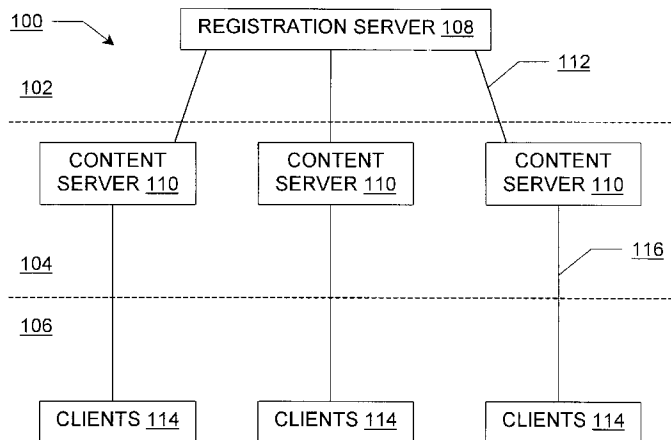 100
REGISTRATION SERVER 108
112
102
CONTENT SERVER 110
CONTENT SERVER 110
CONTENT SERVER 110
104
116
106
CLIENTS 114
CLIENTS 114
CLIENTS 114